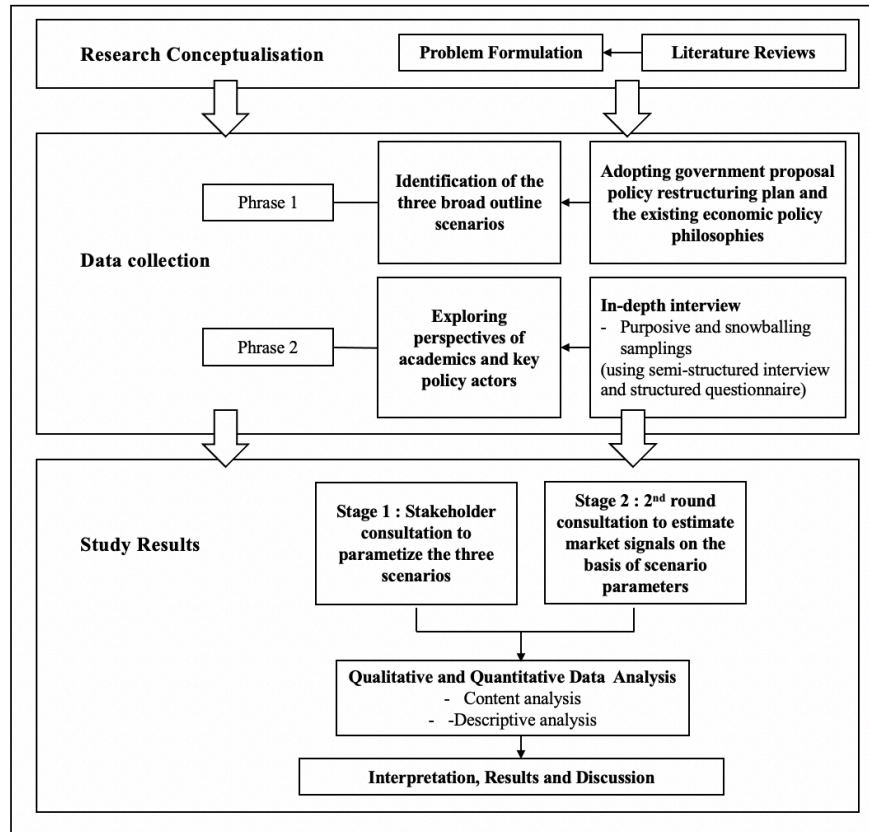 Research Conceptualisation
Problem Formulation
Literature Reviews
Phrase 1
Identification of the
three broad outline
scenarios
Adopting government proposal
policy restructuring plan and
the existing economic policy
philosophies
Data collection
Phrase 2
Exploring
perspectives of
academics and key
policy actors
In-depth interview
- Purposive and snowballing
samplings
(using semi-structured interview
and structured questionnaire)
Study Results
Stage 1 : Stakeholder
consultation to
parametize the three
scenarios
Stage 2 : 2nd round
consultation to estimate
market signals on the
basis of scenario
parameters
Qualitative and Quantitative Data Analysis
- Content analysis
- -Descriptive analysis
Interpretation, Results and Discussion